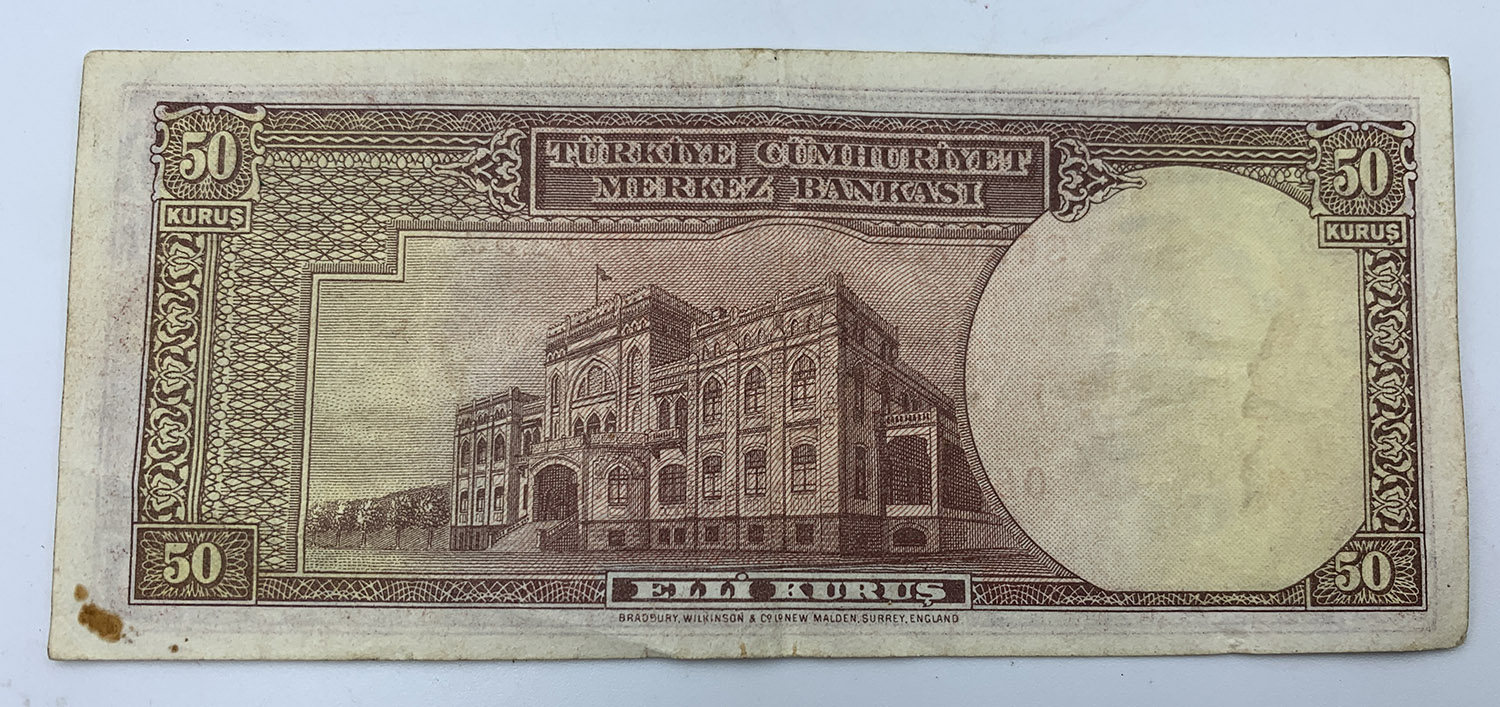 50
TÜRKİYE CÜMHURİYET
MERKEZ BANKASI
50
KURUŞ
KURUŞ
50
50
ELLİ KURUŞ
BRADBURY, WILKINSON & Cº Lº NEW MALDEN, SURREY, ENGLAND